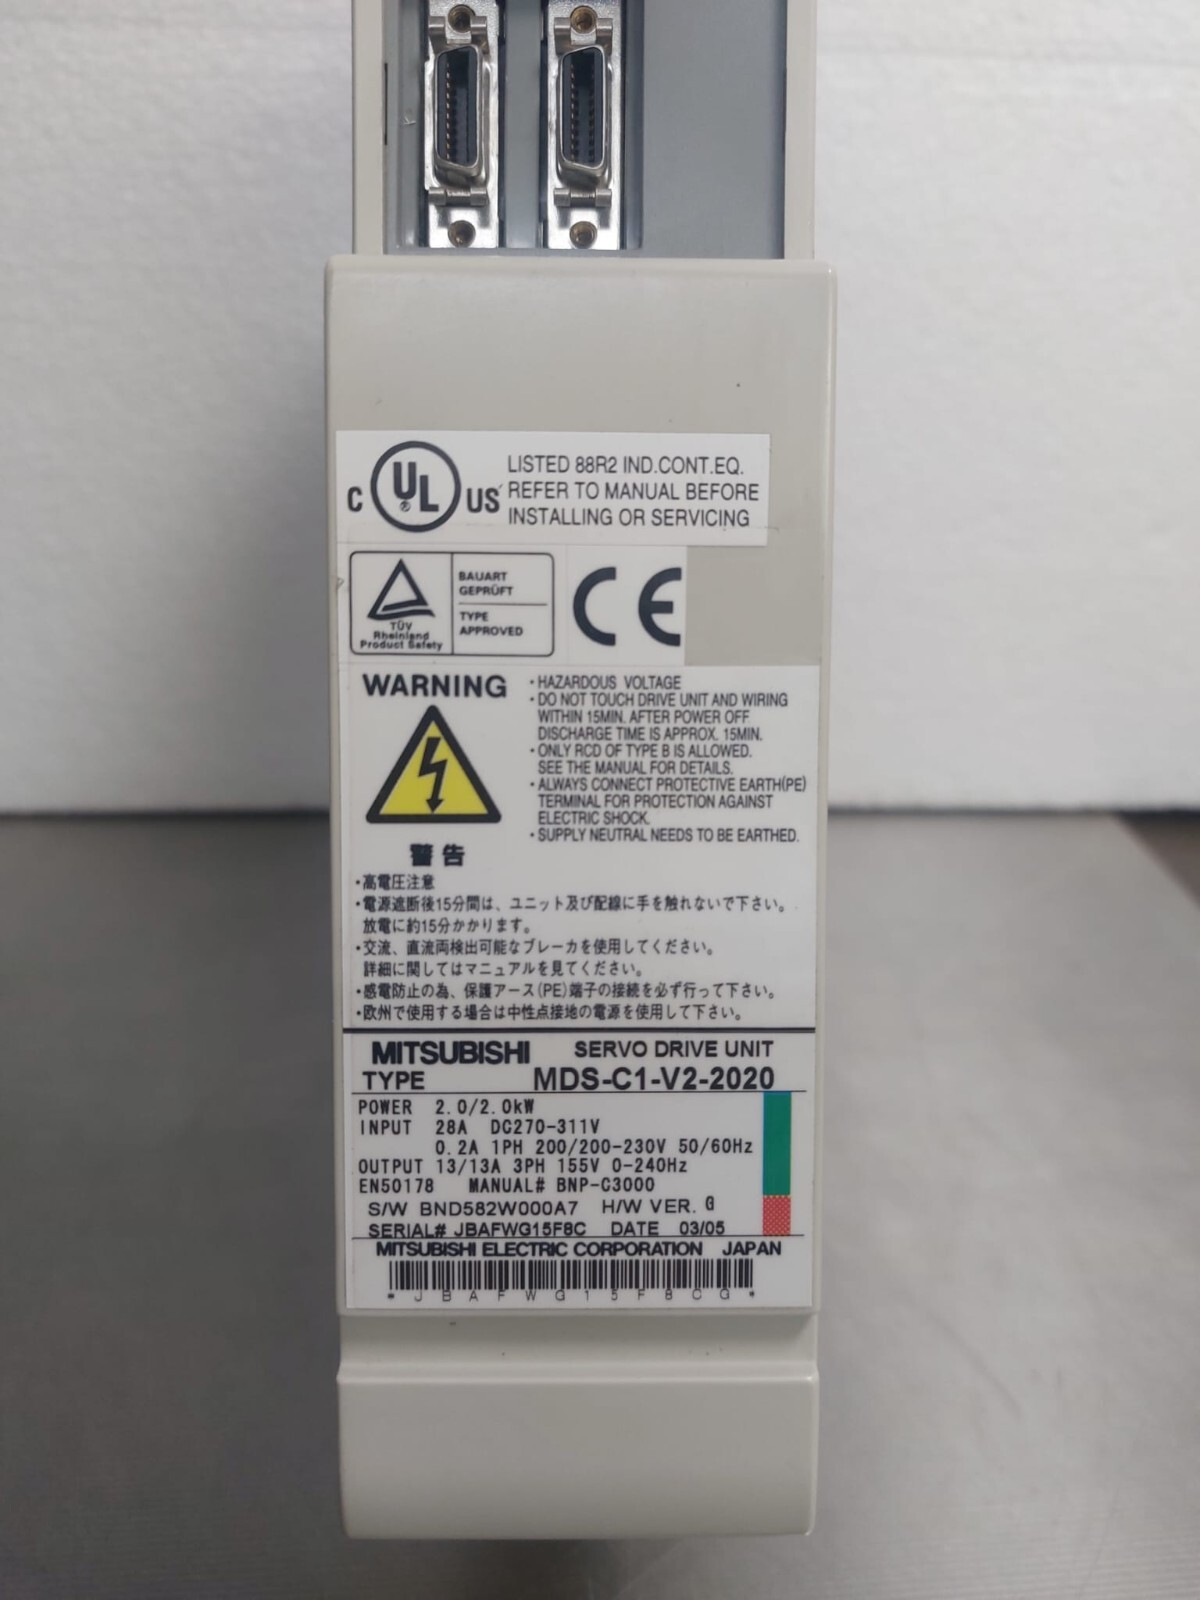 C UL ® US
LISTED 88R2 IND.CONT.EQ.
REFER TO MANUAL BEFORE
INSTALLING OR SERVICING
TÜV
Rheinland
Product Safety
BAUART
GEPRÜFT
TYPE
APPROVED
CE
WARNING
・HAZARDOUS VOLTAGE
・DO NOT TOUCH DRIVE UNIT AND WIRING
WITHIN 15MIN. AFTER POWER OFF
DISCHARGE TIME IS APPROX. 15MIN.
・ONLY RCD OF TYPE B IS ALLOWED.
SEE THE MANUAL FOR DETAILS.
・ALWAYS CONNECT PROTECTIVE EARTH(PE)
TERMINAL FOR PROTECTION AGAINST
ELECTRIC SHOCK.
・SUPPLY NEUTRAL NEEDS TO BE EARTHED.
警告
・高電圧注意
・電源遮断後15分間は、ユニット及び配線に手を触れないで下さい。
放電に約15分かかります。
・交流、直流両検出可能なブレーカを使用してください。
詳細に関してはマニュアルを見てください。
・感電防止の為、保護アース(PE)端子の接続を必ず行って下さい。
・欧州で使用する場合は中性点接地の電源を使用して下さい。
MITSUBISHI SERVO DRIVE UNIT
TYPE MDS-C1-V2-2020
POWER 2.0/2.0kW
INPUT 28A DC270-311V
0.2A 1PH 200/200-230V 50/60Hz
OUTPUT 13/13A 3PH 155V 0-240Hz
EN50178 MANUAL# BNP-C3000
S/W BND582W000A7 H/W VER. G
SERIAL# JBAFWG15F8C DATE 03/05
MITSUBISHI ELECTRIC CORPORATION JAPAN
*JBAFWG15F8CG*